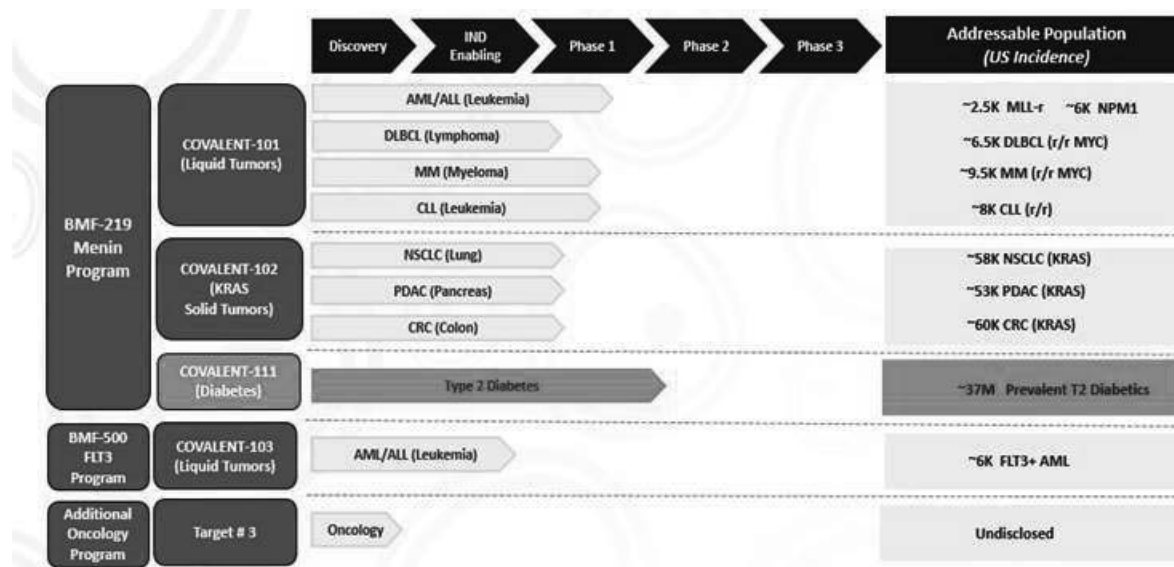 Discovery
IND
Enabling
Phase 1
Phase 2
Phase 3
Addressable Population
(US Incidence)
BMF-219
Menin
Program
COVALENT-101
(Liquid Tumors)
AML/ALL (Leukemia)
~2.5K MLL-r ~6K NPM1
DLBCL (Lymphoma)
~6.5K DLBCL (r/r MYC)
MM (Myeloma)
~9.5K MM (r/r MYC)
CLL (Leukemia)
~8K CLL (r/r)
COVALENT-102
(KRAS
Solid Tumors)
NSCLC (Lung)
~58K NSCLC (KRAS)
PDAC (Pancreas)
~53K PDAC (KRAS)
CRC (Colon)
~60K CRC (KRAS)
COVALENT-111
(Diabetes)
Type 2 Diabetes
~37M Prevalent T2 Diabetics
BMF-500
FLT3
Program
COVALENT-103
(Liquid Tumors)
AML/ALL (Leukemia)
~6K FLT3+ AML
Additional
Oncology
Program
Target # 3
Oncology
Undisclosed